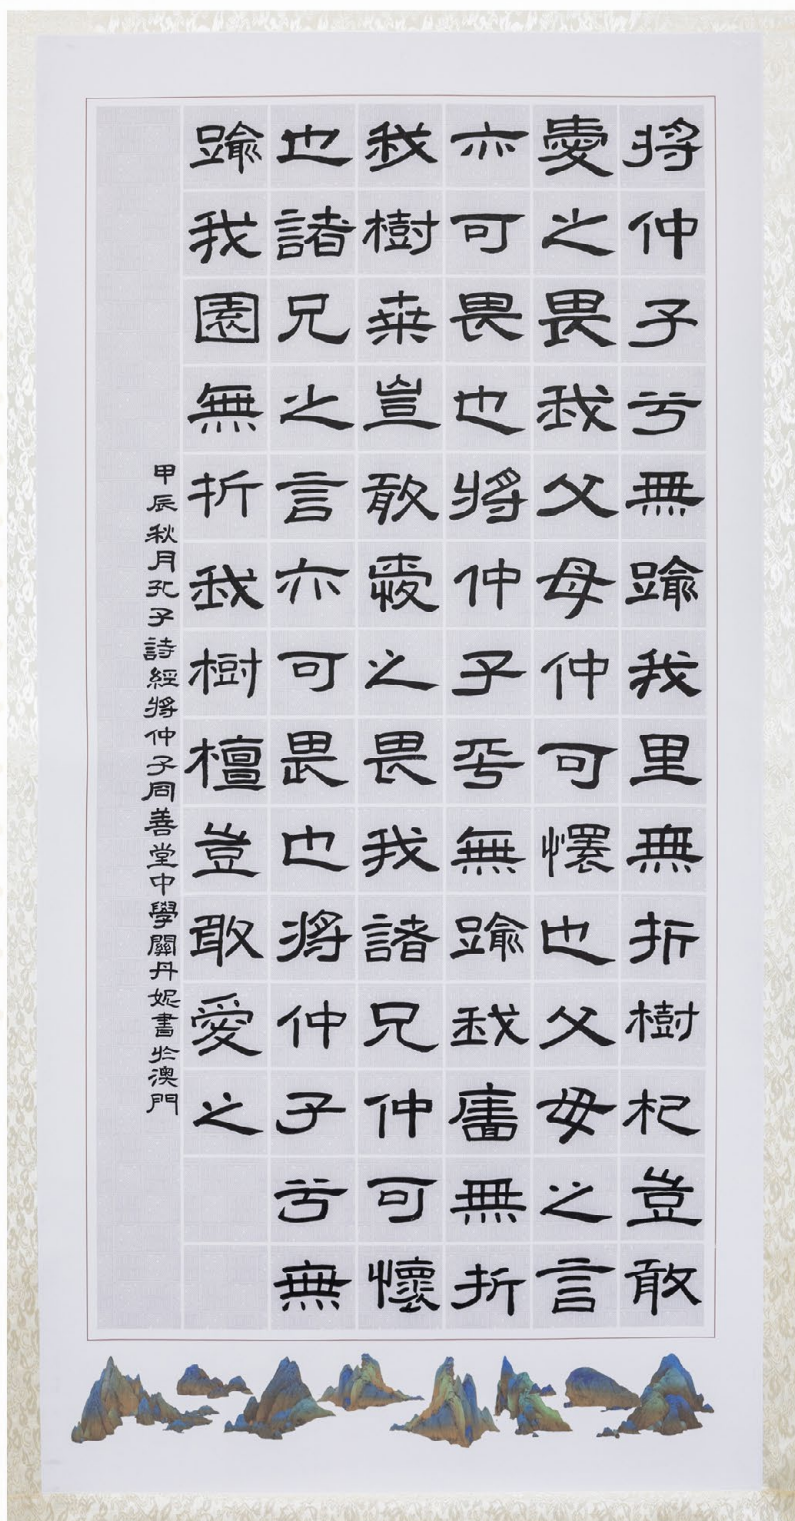 將仲子兮無踰我里無折樹杞豈敢
愛之畏我父母仲可懷也父母之言
亦可畏也將仲子乎無踰我牆無折
我樹桑豈敢愛之畏我諸兄仲可懷
也諸兄之言亦可畏也將仲子兮無
踰我園無折我樹檀豈敢愛之
甲辰秋月孔子詩經將仲子同善堂中學關丹妮書於澳門